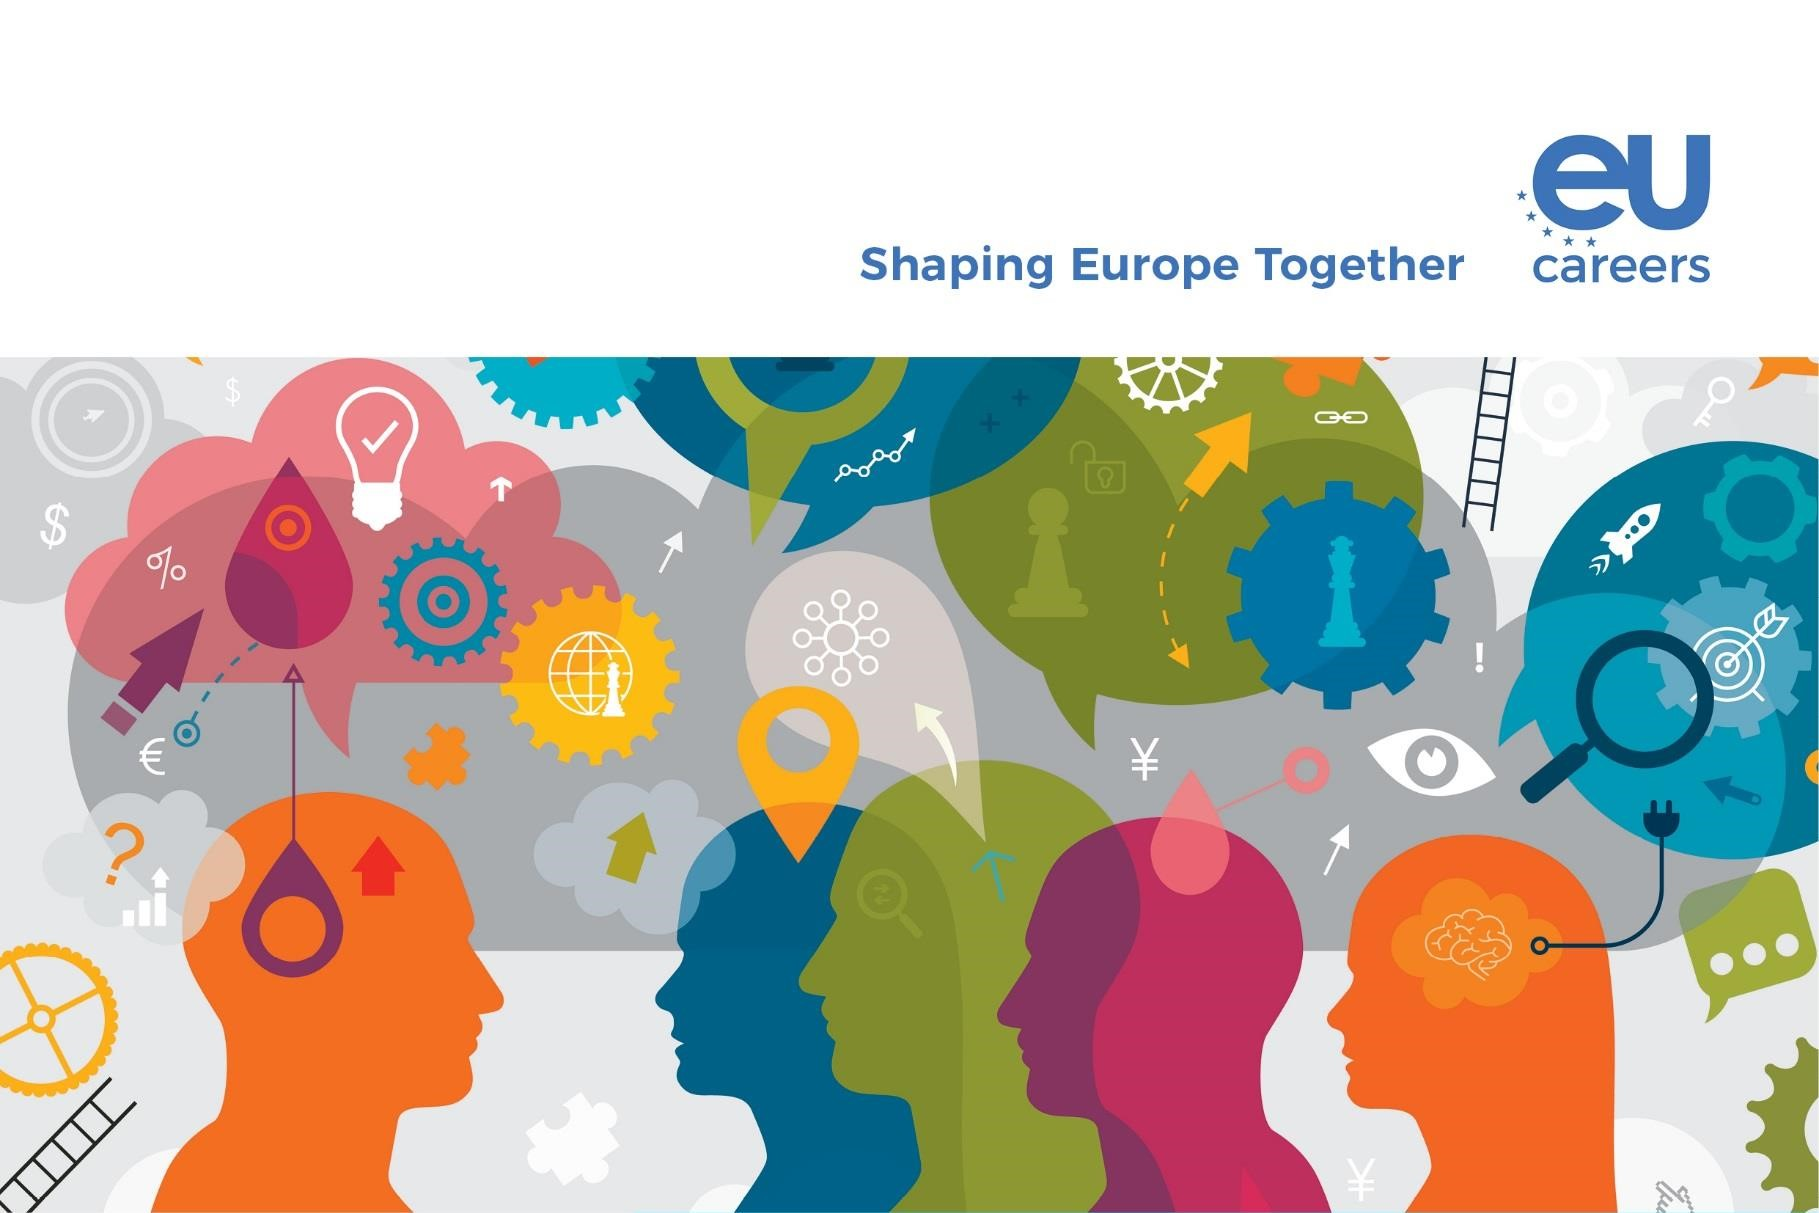 eu
Shaping Europe Together
careers
$
$
%
€
?
!
¥
¥